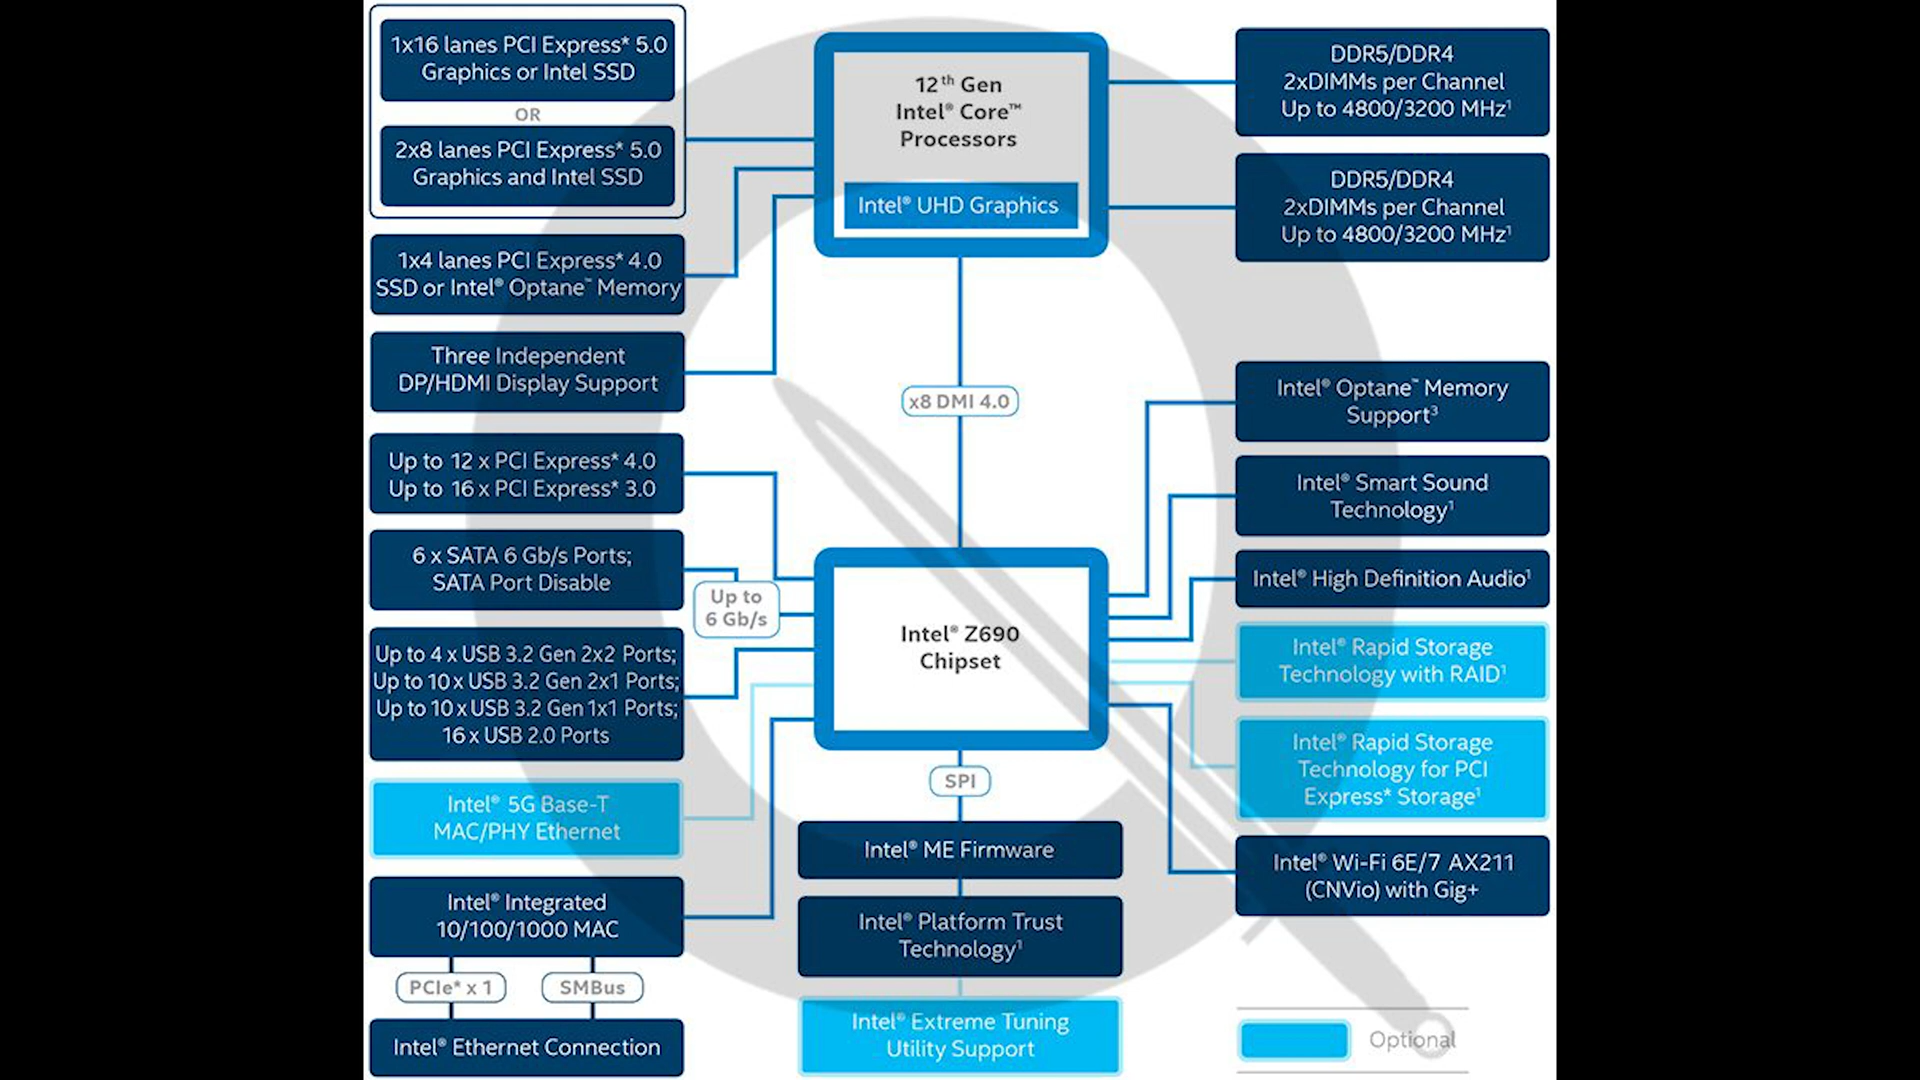 1x16 lanes PCI Express* 5.0
Graphics or Intel SSD
OR
2x8 lanes PCI Express* 5.0
Graphics and Intel SSD
1x4 lanes PCI Express* 4.0
SSD or Intel® Optane™ Memory
Three Independent
DP/HDMI Display Support
Up to 12 x PCI Express* 4.0
Up to 16 x PCI Express* 3.0
6 x SATA 6 Gb/s Ports;
SATA Port Disable
Up to
6 Gb/s
Up to 4 x USB 3.2 Gen 2x2 Ports;
Up to 10 x USB 3.2 Gen 2x1 Ports;
Up to 10 x USB 3.2 Gen 1x1 Ports;
16 x USB 2.0 Ports
Intel® 5G Base-T
MAC/PHY Ethernet
Intel® Integrated
10/100/1000 MAC
PCIe* x 1
SMBus
Intel® Ethernet Connection
12th Gen
Intel® Core™
Processors
Intel® UHD Graphics
x8 DMI 4.0
Intel® Z690
Chipset
SPI
Intel® ME Firmware
Intel® Platform Trust
Technology¹
Intel® Extreme Tuning
Utility Support
DDR5/DDR4
2xDIMMs per Channel
Up to 4800/3200 MHz¹
DDR5/DDR4
2xDIMMs per Channel
Up to 4800/3200 MHz¹
Intel® Optane™ Memory
Support³
Intel® Smart Sound
Technology¹
Intel® High Definition Audio¹
Intel® Rapid Storage
Technology with RAID¹
Intel® Rapid Storage
Technology for PCI
Express* Storage¹
Intel® Wi-Fi 6E/7 AX211
(CNVio) with Gig+
Optional